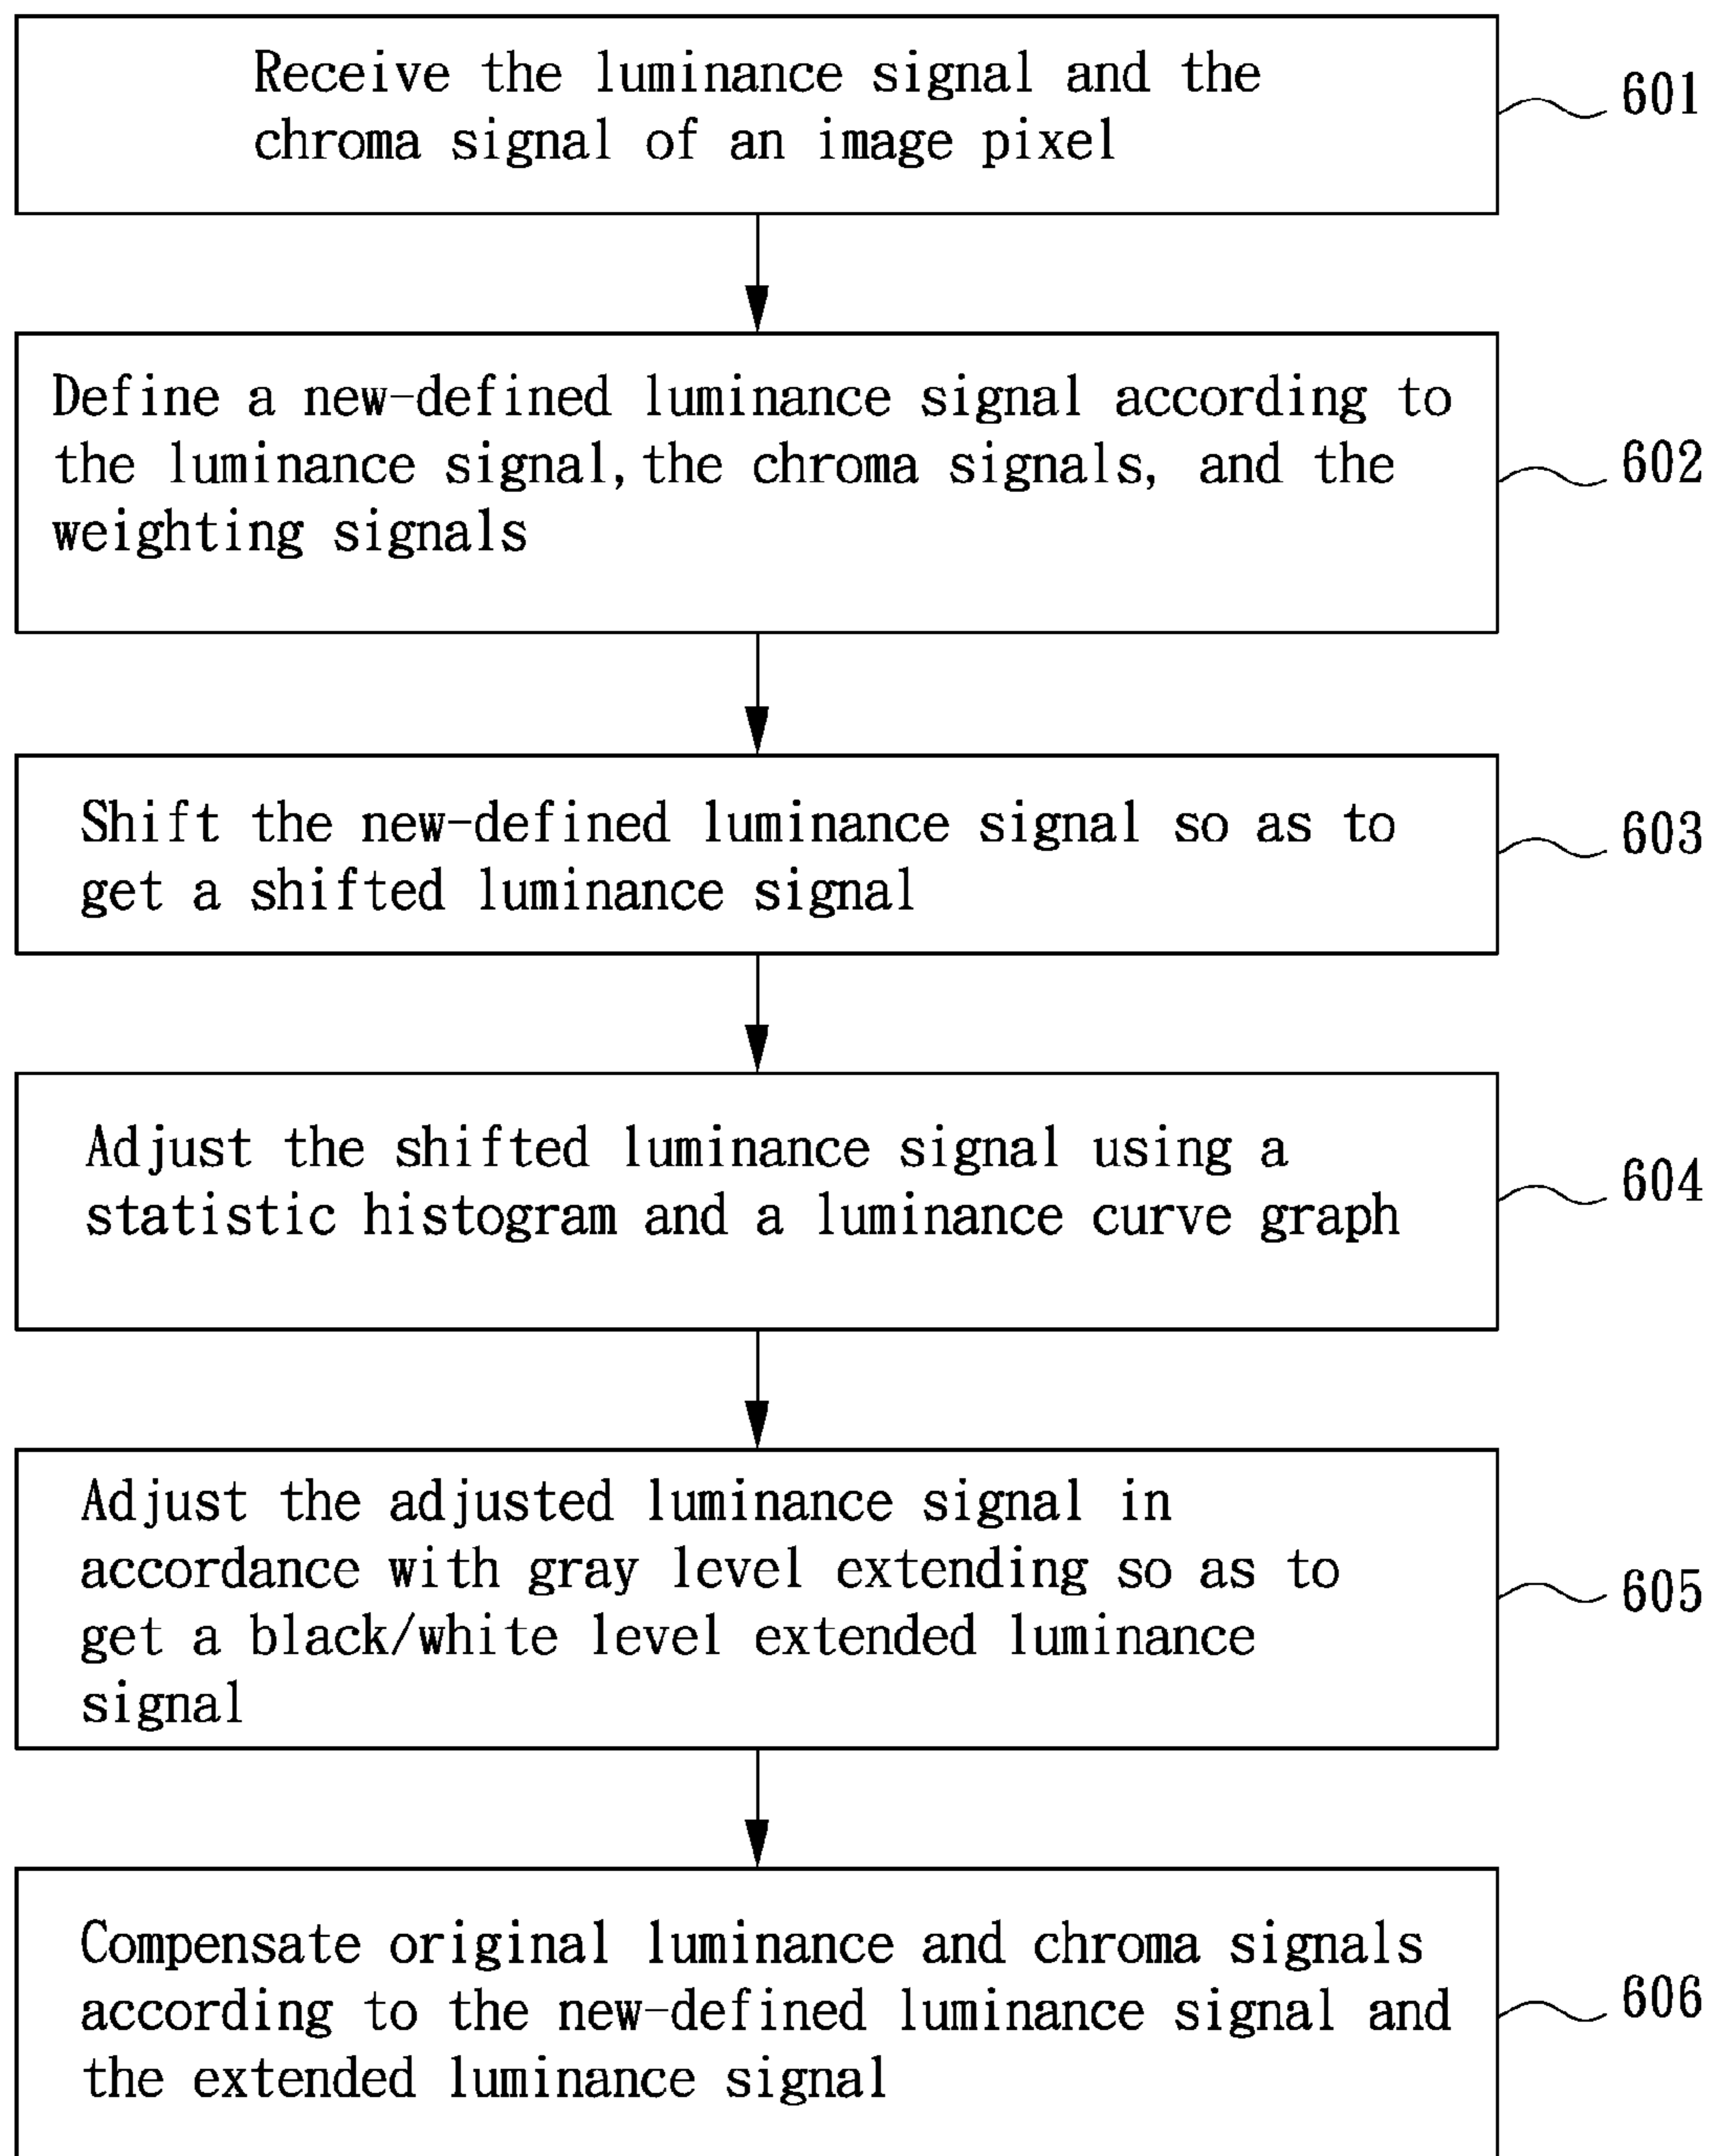 Receive the luminance signal and the
chroma signal of an image pixel
601
Define a new-defined luminance signal according to
the luminance signal, the chroma signals, and the
weighting signals
602
Shift the new-defined luminance signal so as to
get a shifted luminance signal
603
Adjust the shifted luminance signal using a
statistic histogram and a luminance curve graph
604
Adjust the adjusted luminance signal in
accordance with gray level extending so as to
get a black/white level extended luminance
signal
605
Compensate original luminance and chroma signals
according to the new-defined luminance signal and
the extended luminance signal
606